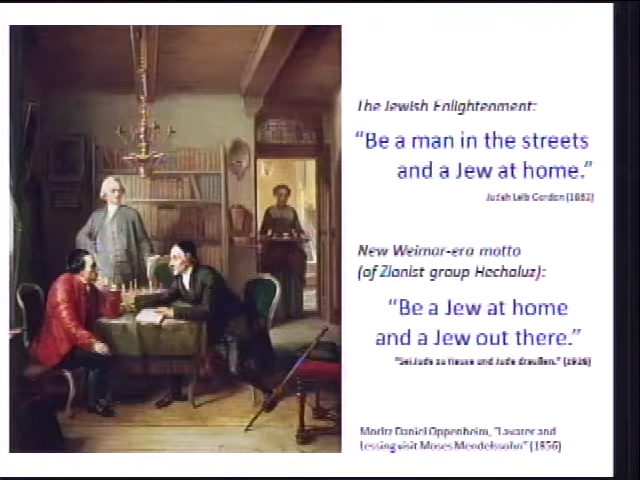 The Jewish Enlightenment:
"Be a man in the streets
and a Jew at home."
Judah Leib Gordon (1862)
New Weimar-era motto
(of Zionist group Hechaluz):
"Be a Jew at home
and a Jew out there."
"Sei Jude zu Hause und Jude draußen."
Moritz Daniel Oppenheim, "Lavater and
Lessing visit Moses Mendelssohn" (1856)